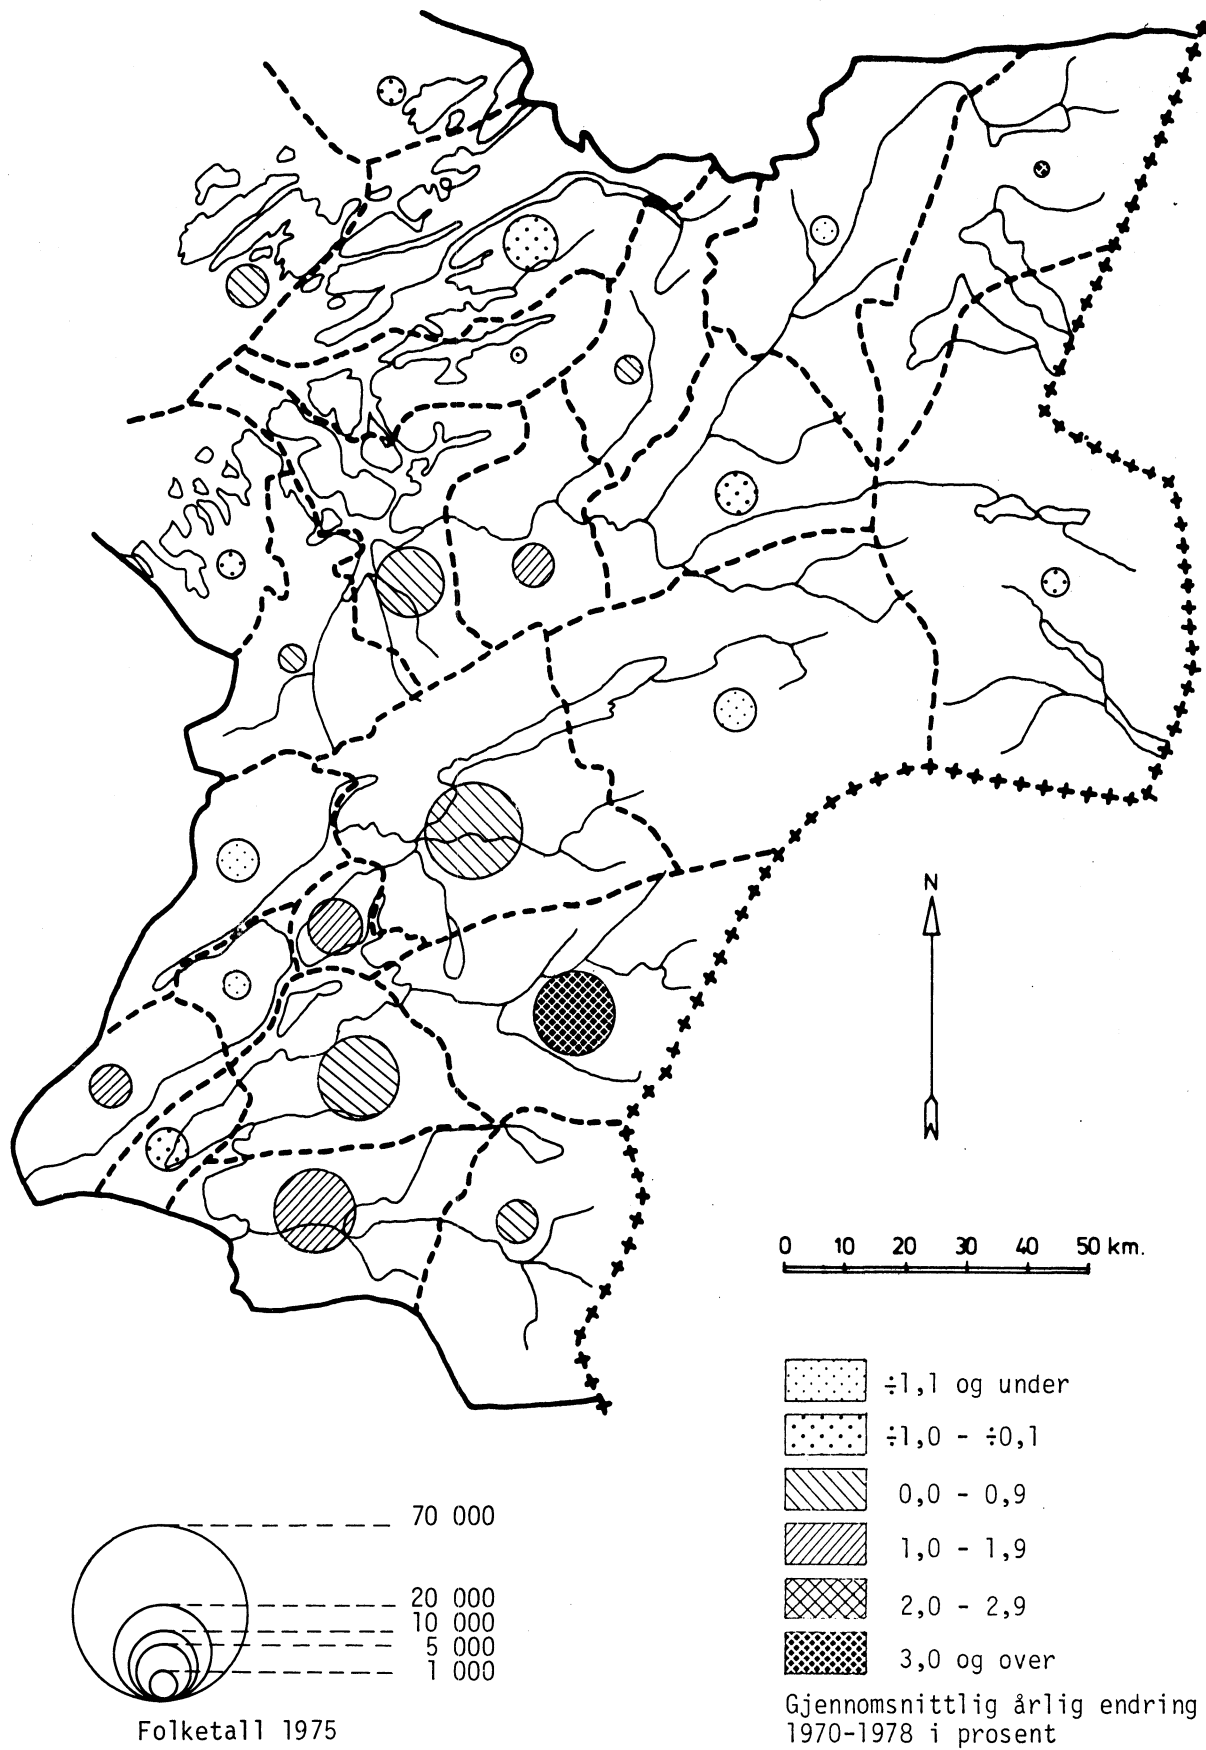 N
0 10 20 30 40 50 km.
÷1,1 og under
÷1,0 - ÷0,1
0,0 - 0,9
1,0 - 1,9
2,0 - 2,9
3,0 og over
Gjennomsnittlig årlig endring
1970-1978 i prosent
70 000
20 000
10 000
5 000
1 000
Folketall 1975